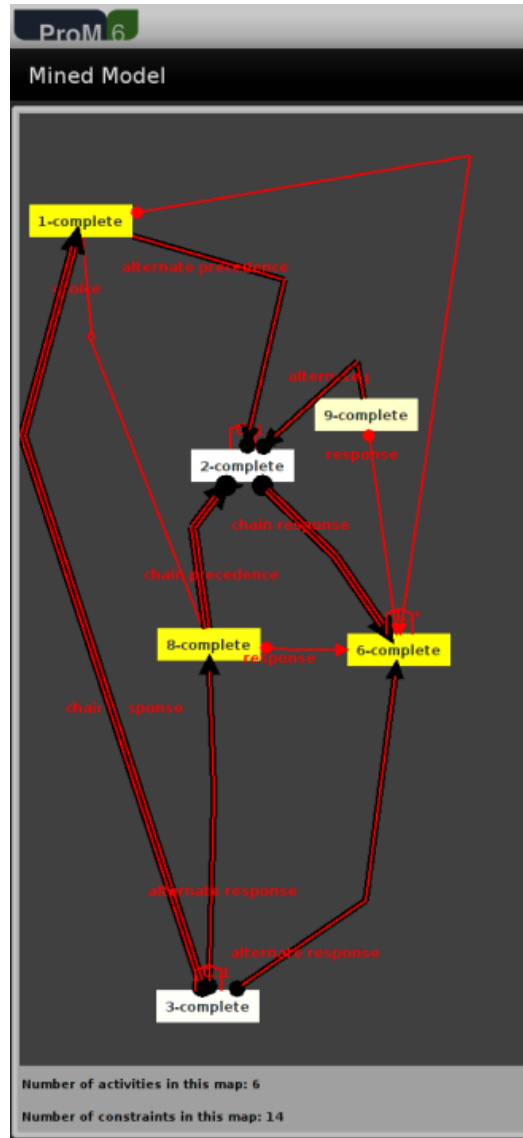 ProM 6
Mined Model
1-complete
alternate precedence
9-complete
response
2-complete
chain response
chain precedence
8-complete
response
6-complete
alternate response
alternate response
3-complete
Number of activities in this map: 6
Number of constraints in this map: 14